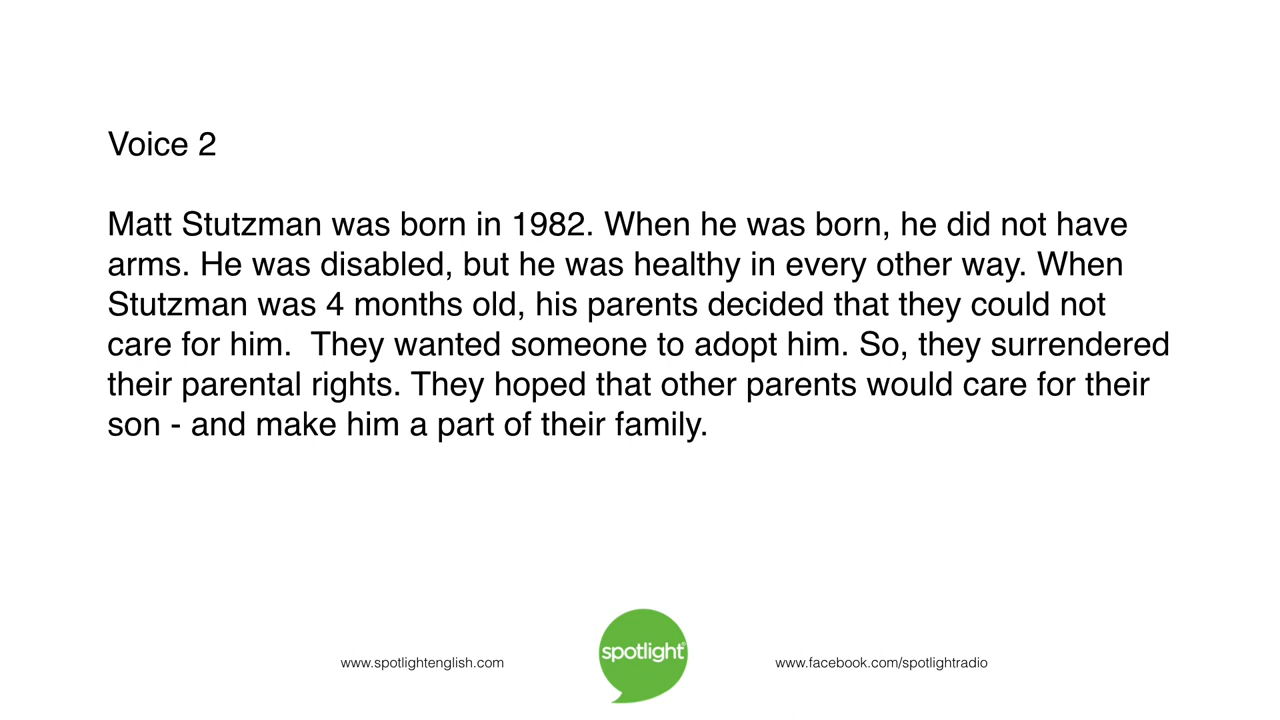 Voice 2
Matt Stutzman was born in 1982. When he was born, he did not have
arms. He was disabled, but he was healthy in every other way. When
Stutzman was 4 months old, his parents decided that they could not
care for him.  They wanted someone to adopt him. So, they surrendered
their parental rights. They hoped that other parents would care for their
son - and make him a part of their family.
www.spotlightenglish.com
spotlight®
www.facebook.com/spotlightradio